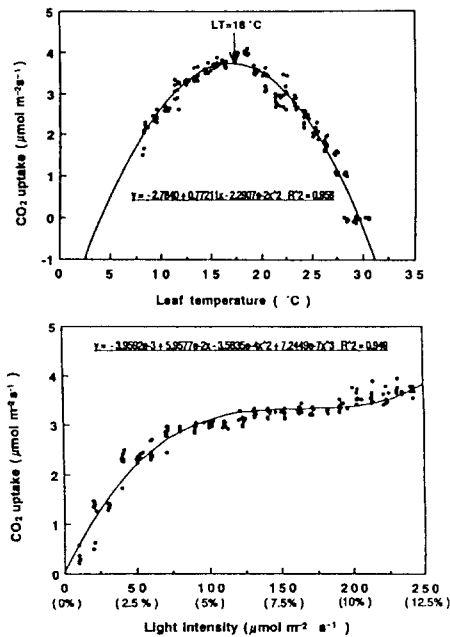 LT=16 °C
5
4
3
2
1
0
-1
CO2 uptake (μmol m-2s-1)
y = - 2.7840 + 0.77211x - 2.2907e-2x^2 R^2 = 0.958
0 5 10 15 20 25 30 35
Leaf temperature ( °C)
y = - 3.9592e-3 + 5.9577e-2x - 3.5835e-4x^2 + 7.2449e-7x^3 R^2 = 0.949
5
4
3
2
1
0
CO2 uptake (μmol m-2s-1)
0 50 100 150 200 250
(0%) (2.5%) (5%) (7.5%) (10%) (12.5%)
Light intensity (μmol m-2 s-1)